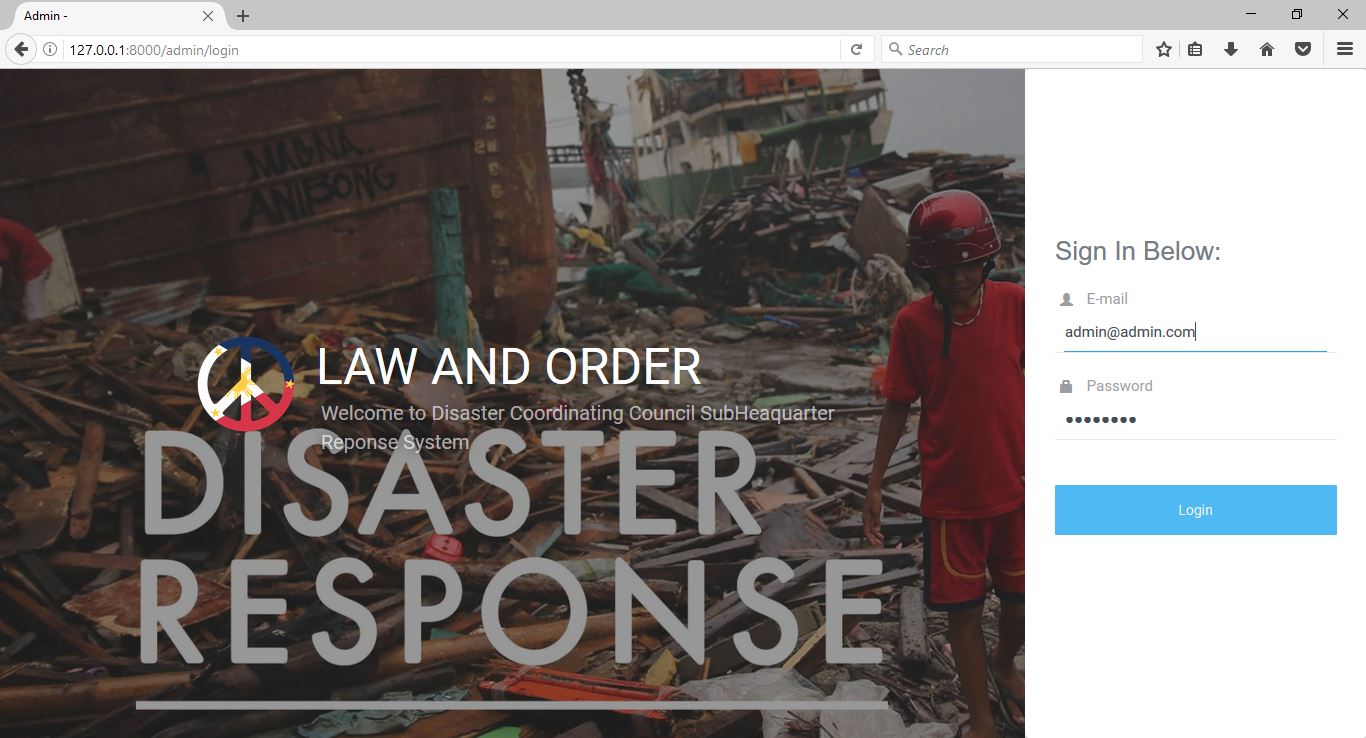 Admin -
127.0.0.1:8000/admin/login
Search
MABNA.
ANIBONG
LAW AND ORDER
Welcome to Disaster Coordinating Council SubHeaquarter
Reponse System
DISASTER
RESPONSE
Sign In Below:
E-mail
admin@admin.com
Password
••••••••
Login